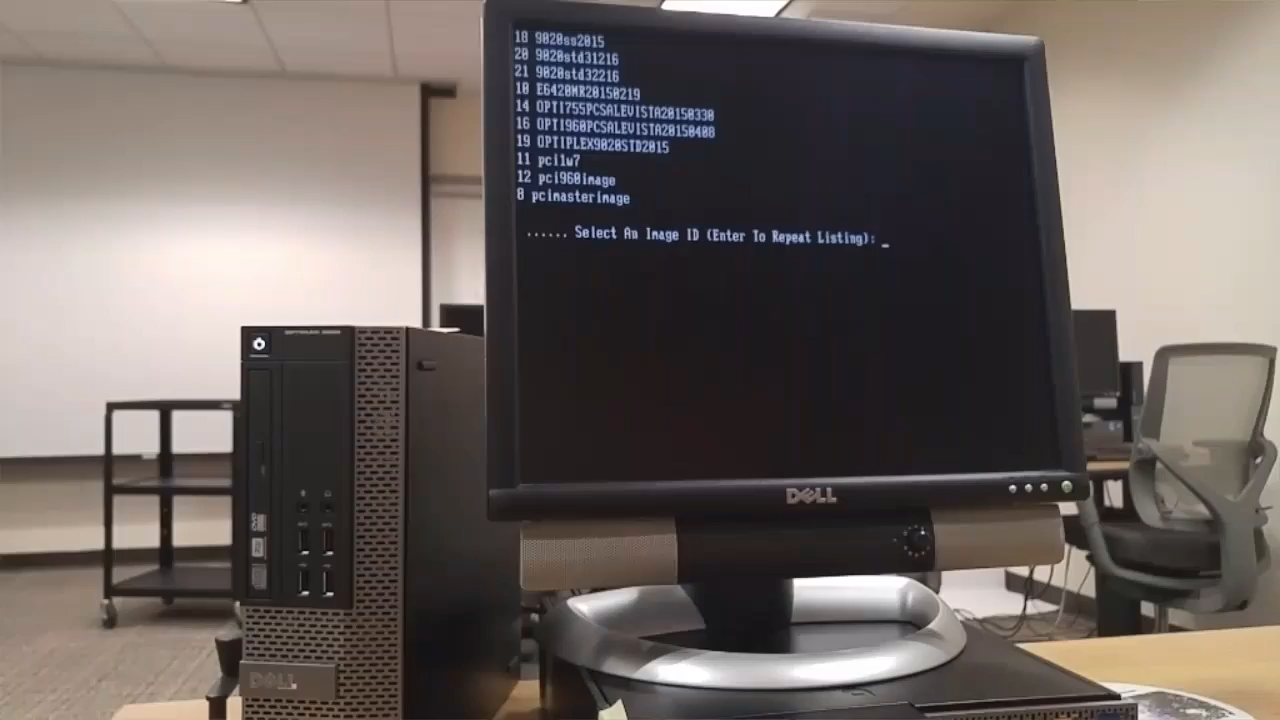 18 9020ss2015
20 9020std31216
21 9020std32216
10 E6420MR20150219
14 OPTI755PCSALEVISTA20150330
16 OPTI960PCSALEVISTA20150408
19 OPTIPLEX9020STD2015
11 pci1w7
12 pci960image
8 pcimasterimage
...... Select An Image ID (Enter To Repeat Listing): _
DELL
DELL